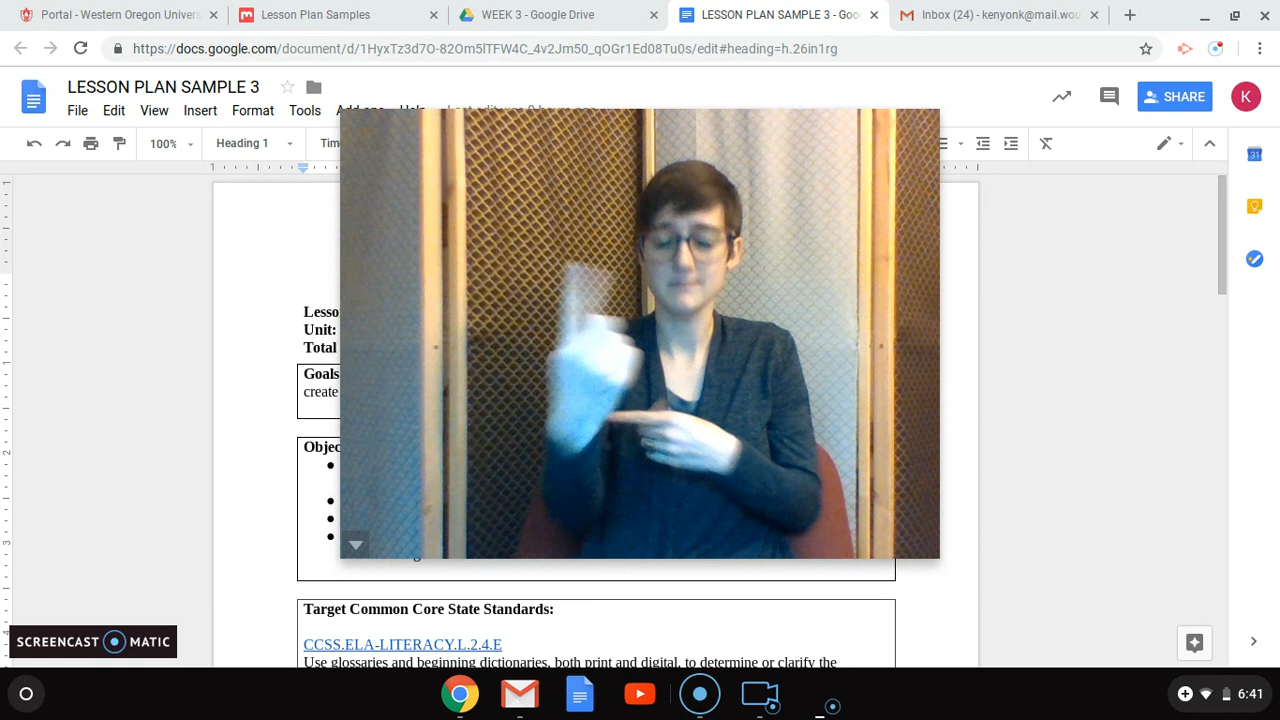 Portal - Western Oregon Univers
Lesson Plan Samples
WEEK 3 - Google Drive
LESSON PLAN SAMPLE 3 - Goo
Inbox (24) - kenyonk@mail.wou
https://docs.google.com/document/d/1HyxTz3d7O-82Om5lTFW4C_4v2Jm50_qOGr1Ed08Tu0s/edit#heading=h.26in1rg
LESSON PLAN SAMPLE 3
File Edit View Insert Format Tools
SHARE
K
100% Heading 1
Lesso
Unit:
Total
Goals
create
Objec
Target Common Core State Standards:
CCSS.ELA-LITERACY.L.2.4.E
Use glossaries and beginning dictionaries, both print and digital, to determine or clarify the
SCREENCAST MATIC
6:41